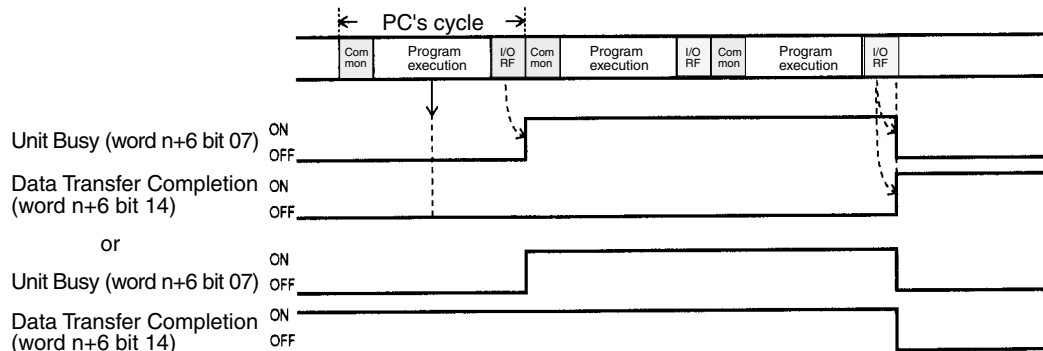 PC's cycle
Com mon Program execution I/O RF Com mon Program execution I/O RF Com mon Program execution I/O RF
Unit Busy (word n+6 bit 07) ON
OFF
Data Transfer Completion ON
(word n+6 bit 14) OFF
or
Unit Busy (word n+6 bit 07) ON
OFF
Data Transfer Completion ON
(word n+6 bit 14) OFF